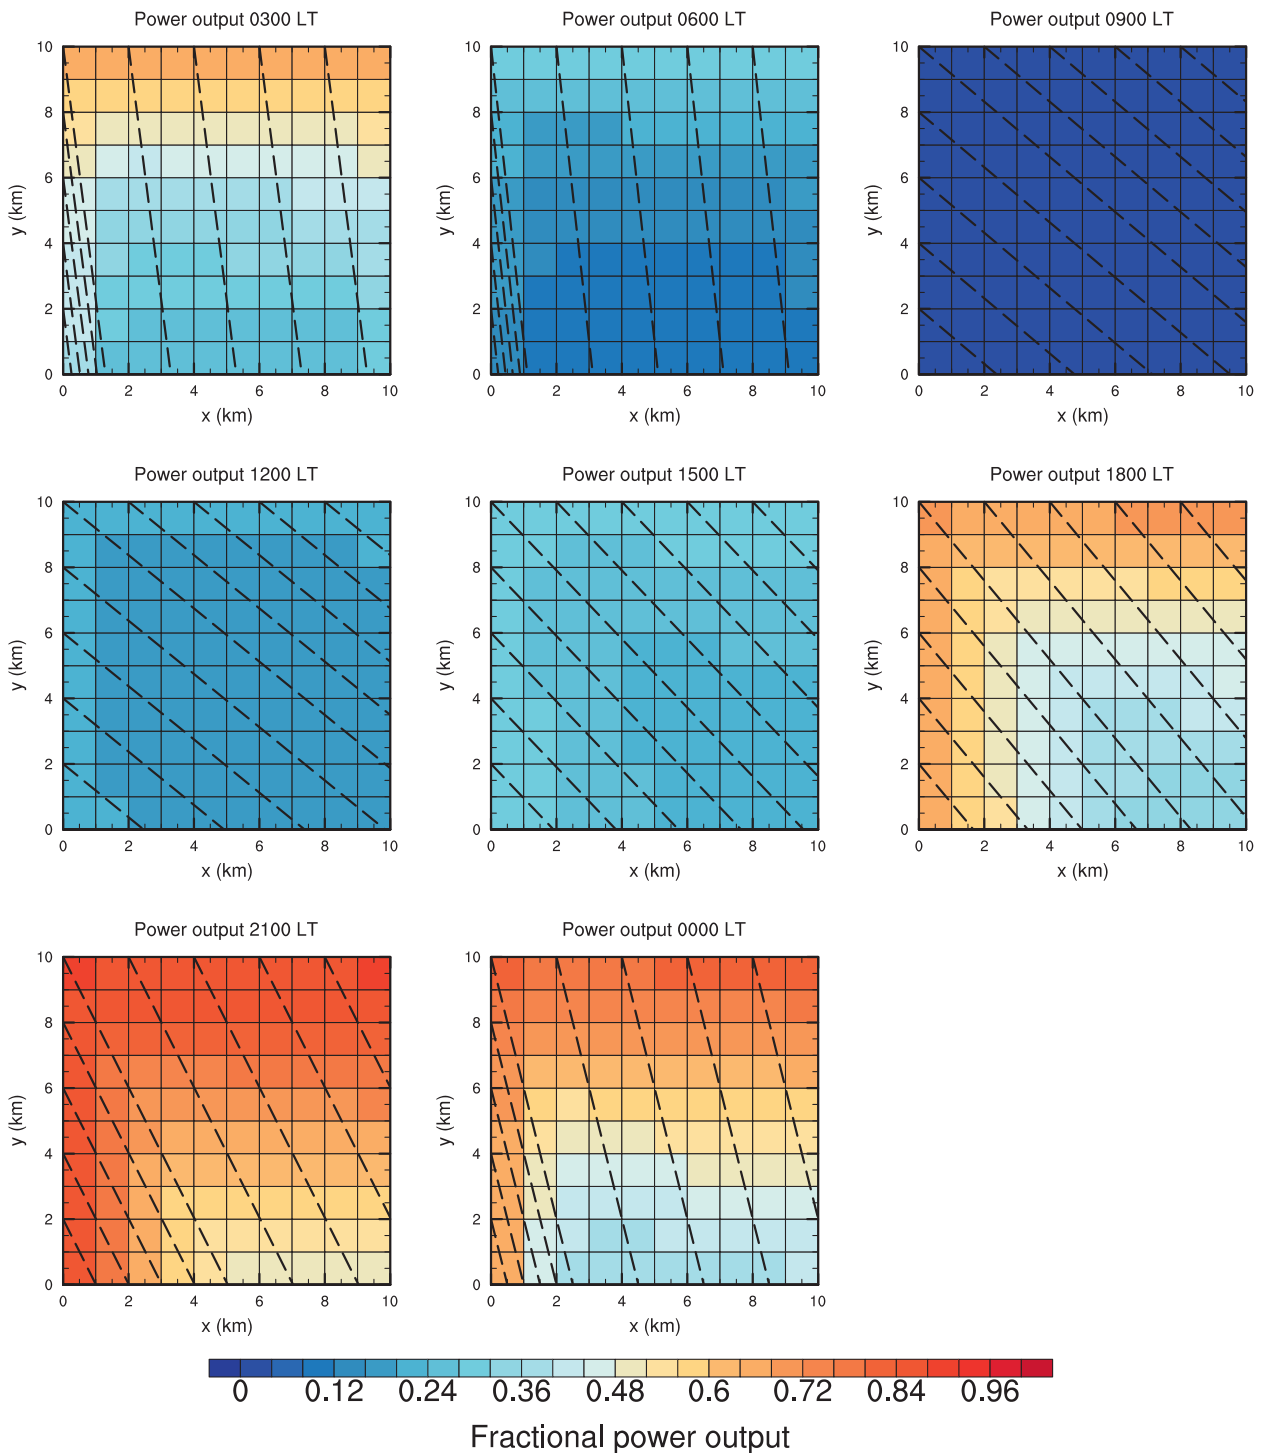 Power output 0300 LT Power output 0600 LT Power output 0900 LT
10 10 10
8 8 8
6 6 6
y (km) y (km) y (km)
4 4 4
2 2 2
0 0 0
0 2 4 6 8 10 0 2 4 6 8 10 0 2 4 6 8 10
x (km) x (km) x (km)
Power output 1200 LT Power output 1500 LT Power output 1800 LT
10 10 10
8 8 8
6 6 6
y (km) y (km) y (km)
4 4 4
2 2 2
0 0 0
0 2 4 6 8 10 0 2 4 6 8 10 0 2 4 6 8 10
x (km) x (km) x (km)
Power output 2100 LT Power output 0000 LT
10 10
8 8
6 6
y (km) y (km)
4 4
2 2
0 0
0 2 4 6 8 10 0 2 4 6 8 10
x (km) x (km)
0 0.12 0.24 0.36 0.48 0.6 0.72 0.84 0.96
Fractional power output